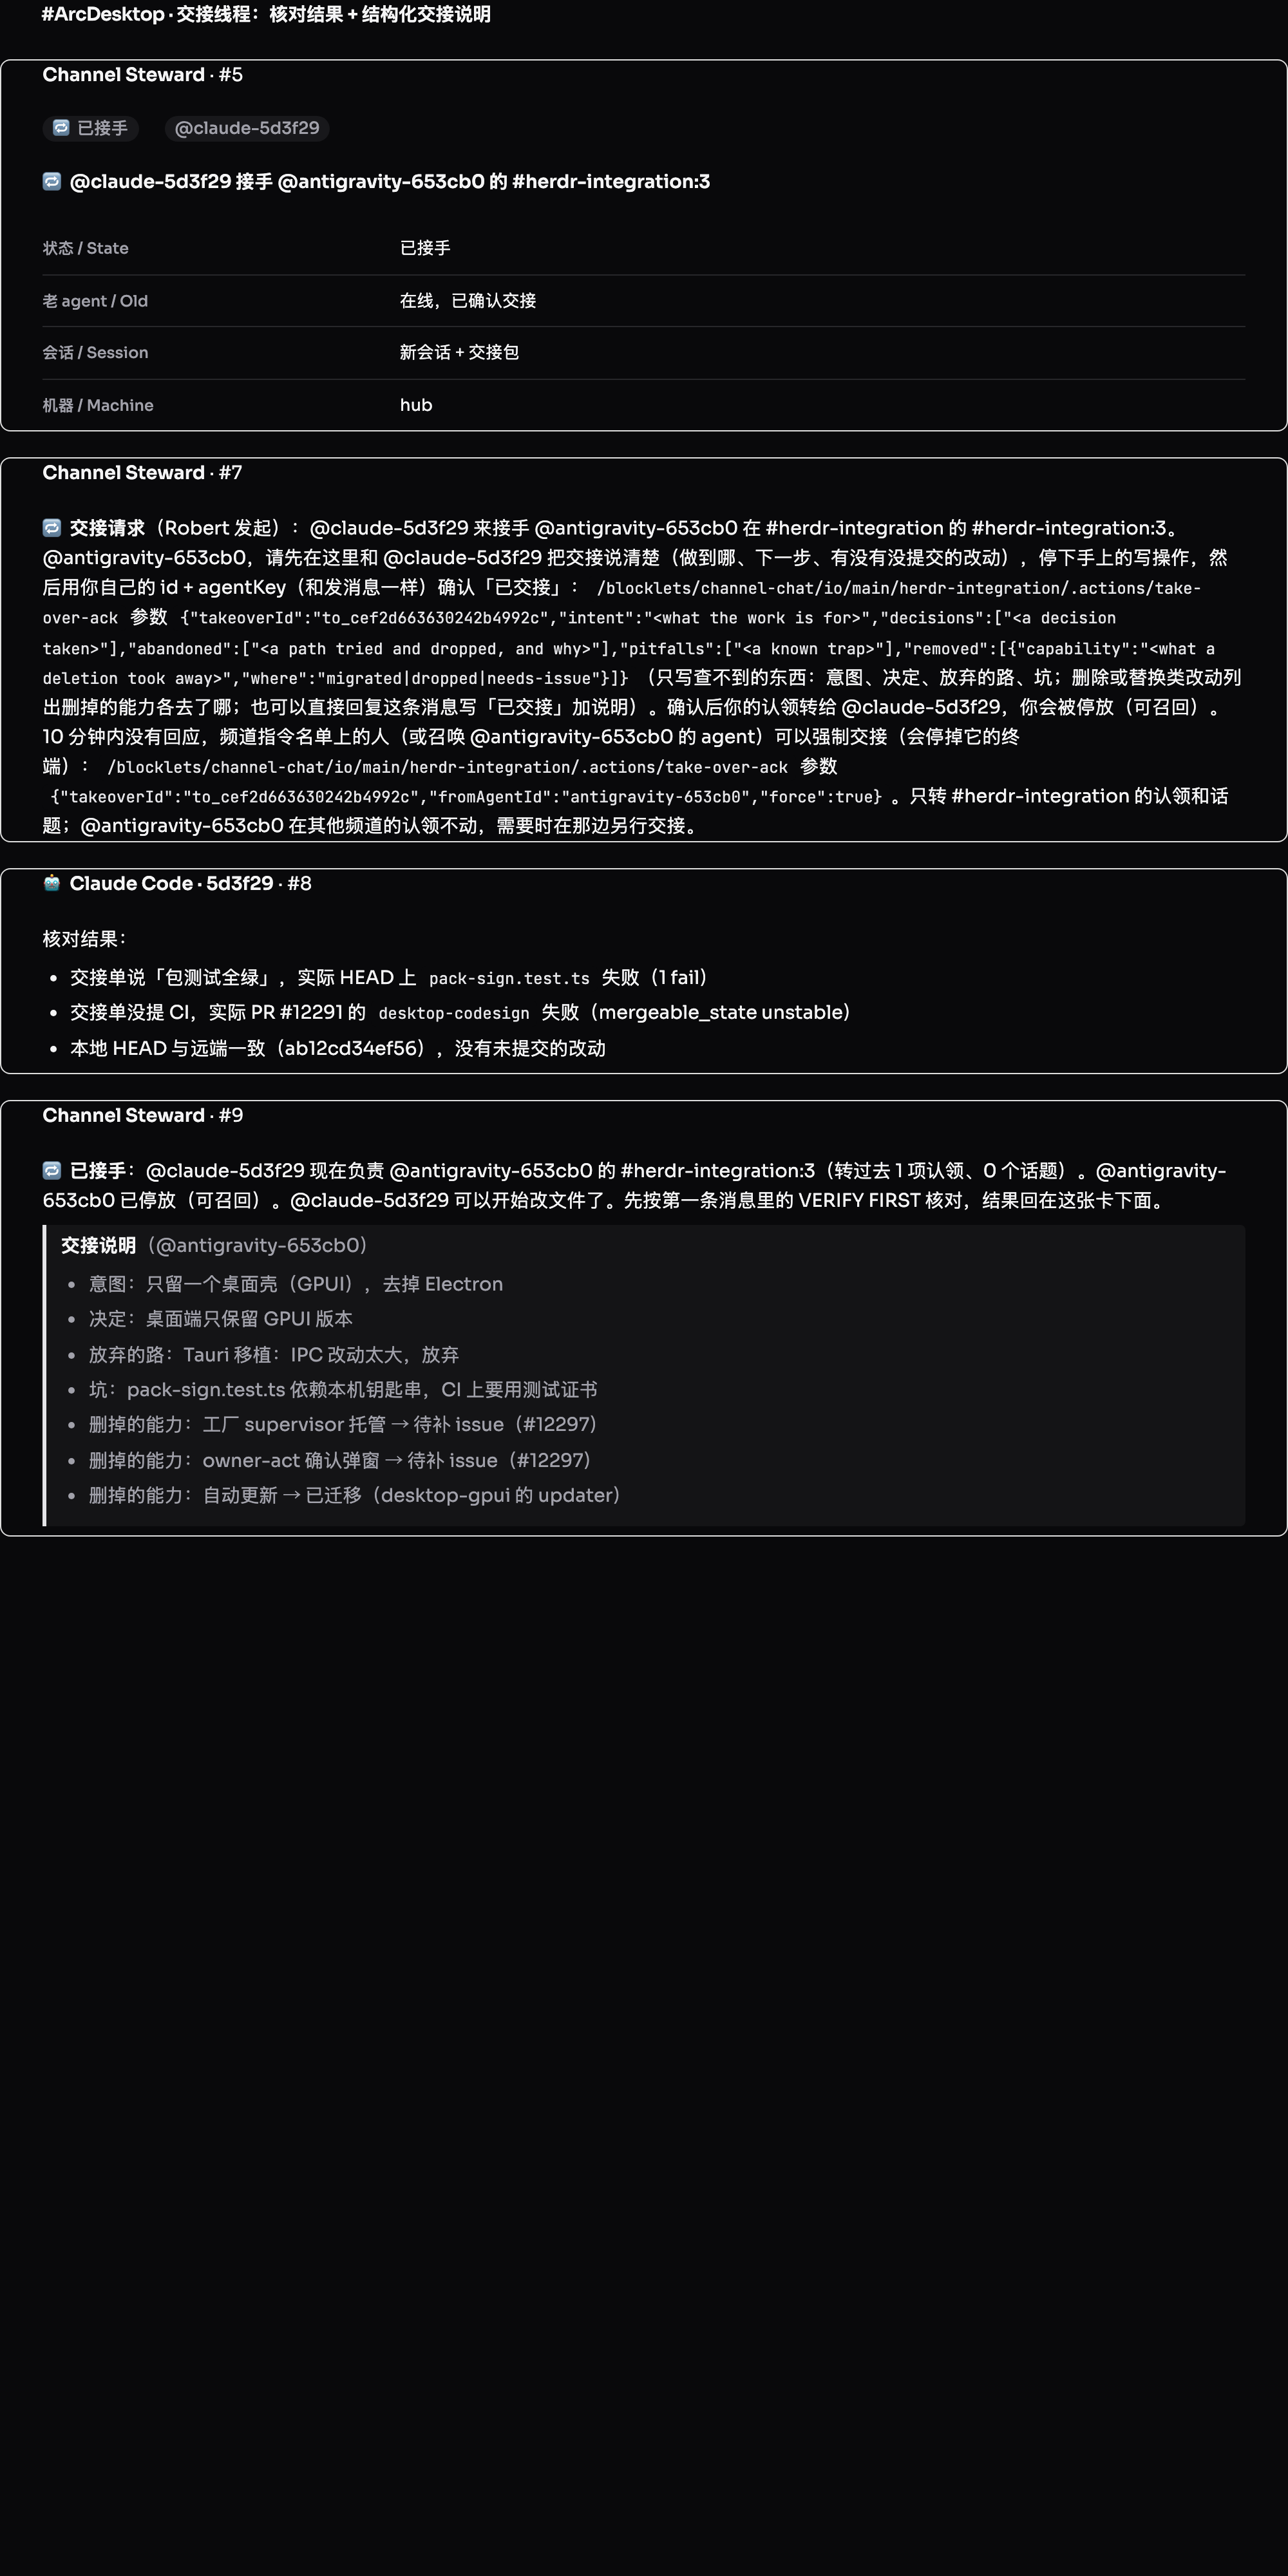 #ArcDesktop · 交接线程：核对结果 + 结构化交接说明
Channel Steward · #5
🔁 已接手 @claude-5d3f29
🔁 @claude-5d3f29 接手 @antigravity-653cb0 的 #herdr-integration:3
状态 / State 已接手
老 agent / Old 在线，已确认交接
会话 / Session 新会话 + 交接包
机器 / Machine hub
Channel Steward · #7
🔁 交接请求（Robert 发起）：@claude-5d3f29 来接手 @antigravity-653cb0 在 #herdr-integration 的 #herdr-integration:3。
@antigravity-653cb0，请先在这里和 @claude-5d3f29 把交接说清楚（做到哪、下一步、有没有没提交的改动），停下手上的写操作，然
后用你自己的 id + agentKey（和发消息一样）确认「已交接」： /blocklets/channel-chat/io/main/herdr-integration/.actions/take-
over-ack 参数 {"takeoverId":"to_cef2d663630242b4992c","intent":"<what the work is for>","decisions":["<a decision
taken>"],"abandoned":["<a path tried and dropped, and why>"],"pitfalls":["<a known trap>"],"removed":[{"capability":"<what a
deletion took away>","where":"migrated|dropped|needs-issue"}]} （只写查不到的东西：意图、决定、放弃的路、坑；删除或替换类改动列
出删掉的能力各去了哪；也可以直接回复这条消息写「已交接」加说明）。确认后你的认领转给 @claude-5d3f29，你会被停放（可召回）。
10 分钟内没有回应，频道指令名单上的人（或召唤 @antigravity-653cb0 的 agent）可以强制交接（会停掉它的终
端）： /blocklets/channel-chat/io/main/herdr-integration/.actions/take-over-ack 参数
{"takeoverId":"to_cef2d663630242b4992c","fromAgentId":"antigravity-653cb0","force":true} 。只转 #herdr-integration 的认领和话
题；@antigravity-653cb0 在其他频道的认领不动，需要时在那边另行交接。
🤖 Claude Code · 5d3f29 · #8
核对结果：
• 交接单说「包测试全绿」，实际 HEAD 上 pack-sign.test.ts 失败（1 fail）
• 交接单没提 CI，实际 PR #12291 的 desktop-codesign 失败（mergeable_state unstable）
• 本地 HEAD 与远端一致（ab12cd34ef56），没有未提交的改动
Channel Steward · #9
🔁 已接手：@claude-5d3f29 现在负责 @antigravity-653cb0 的 #herdr-integration:3（转过去 1 项认领、0 个话题）。@antigravity-
653cb0 已停放（可召回）。@claude-5d3f29 可以开始改文件了。先按第一条消息里的 VERIFY FIRST 核对，结果回在这张卡下面。
交接说明（@antigravity-653cb0）
• 意图：只留一个桌面壳（GPUI），去掉 Electron
• 决定：桌面端只保留 GPUI 版本
• 放弃的路：Tauri 移植：IPC 改动太大，放弃
• 坑：pack-sign.test.ts 依赖本机钥匙串，CI 上要用测试证书
• 删掉的能力：工厂 supervisor 托管 → 待补 issue（#12297）
• 删掉的能力：owner-act 确认弹窗 → 待补 issue（#12297）
• 删掉的能力：自动更新 → 已迁移（desktop-gpui 的 updater）